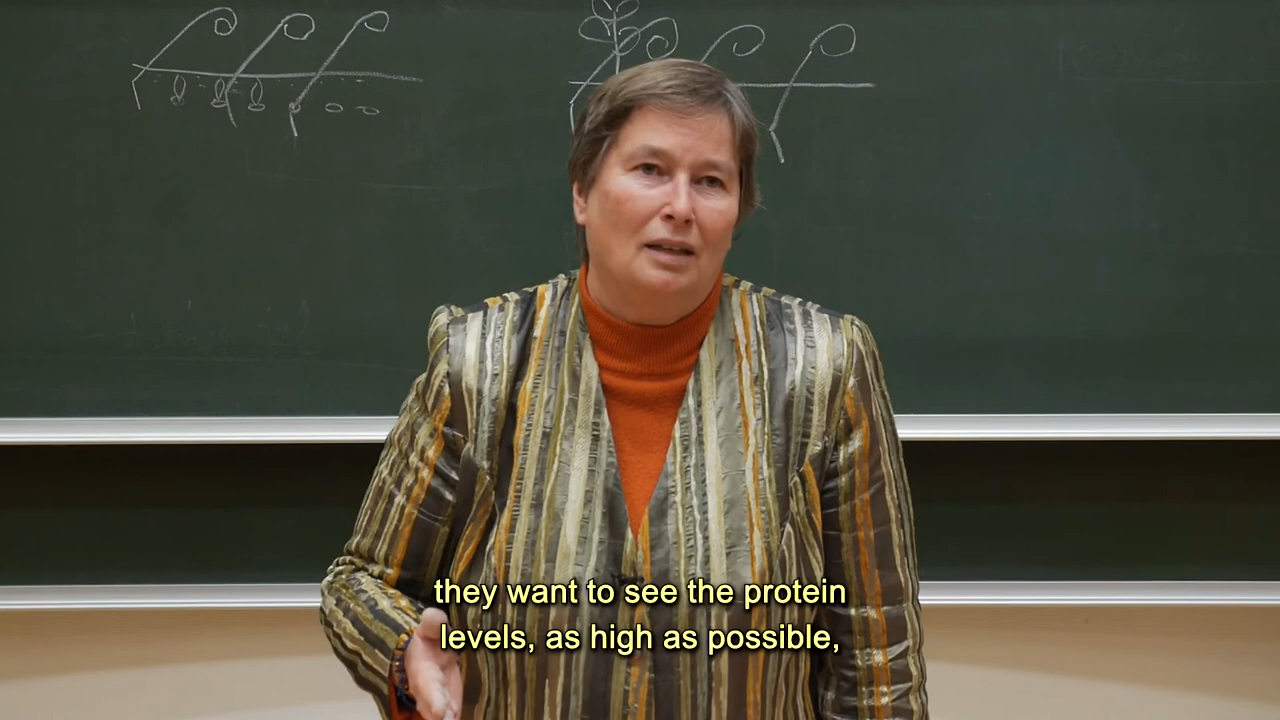 they want to see the protein
levels, as high as possible,